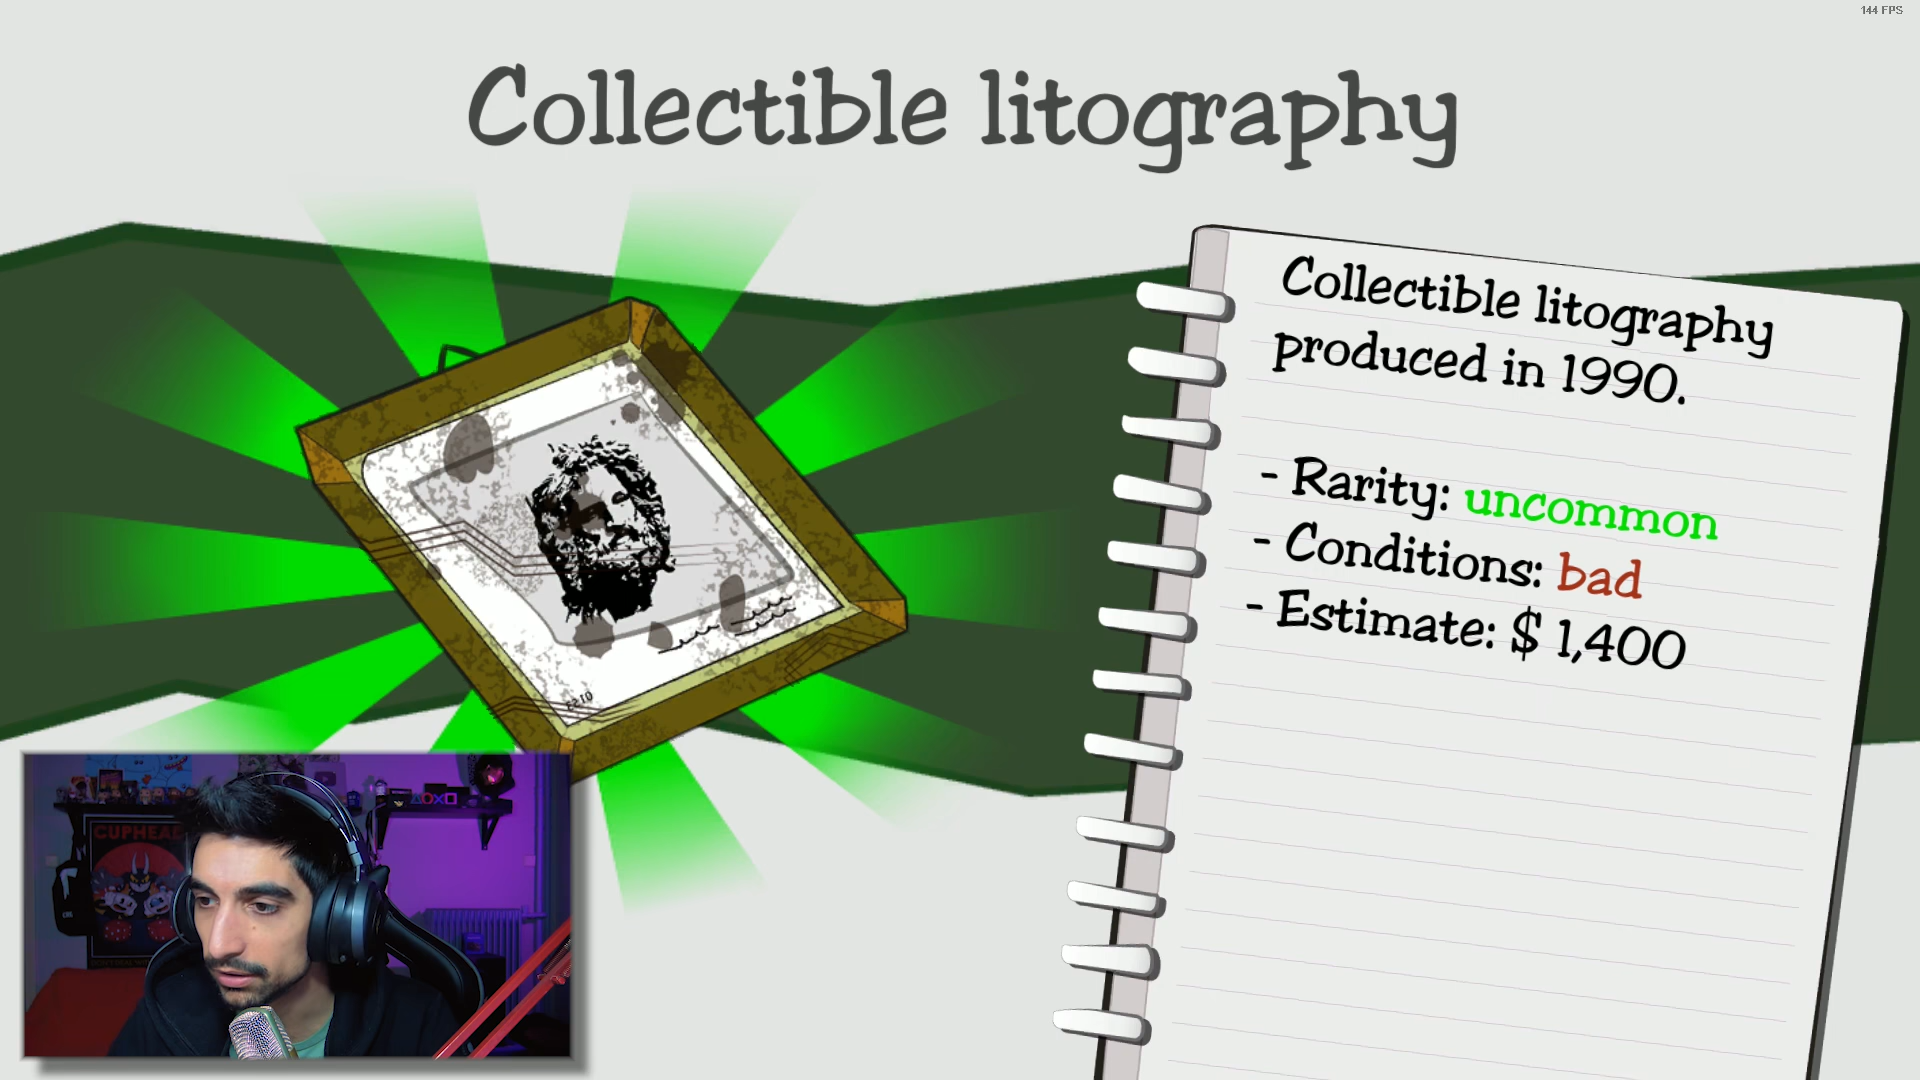 144 FPS
Collectible litography
Collectible litography
produced in 1990.
- Rarity: uncommon
- Conditions: bad
- Estimate: $ 1,400
CUPHEAD